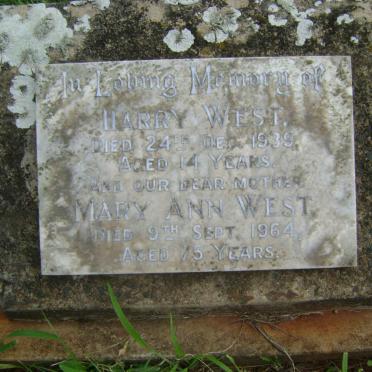 In Loving Memory of
HARRY WEST,
DIED 24TH DEC. 1939,
AGED 14 YEARS.
AND OUR DEAR MOTHER
MARY ANN WEST
DIED 9TH SEPT. 1964,
AGED 75 YEARS.